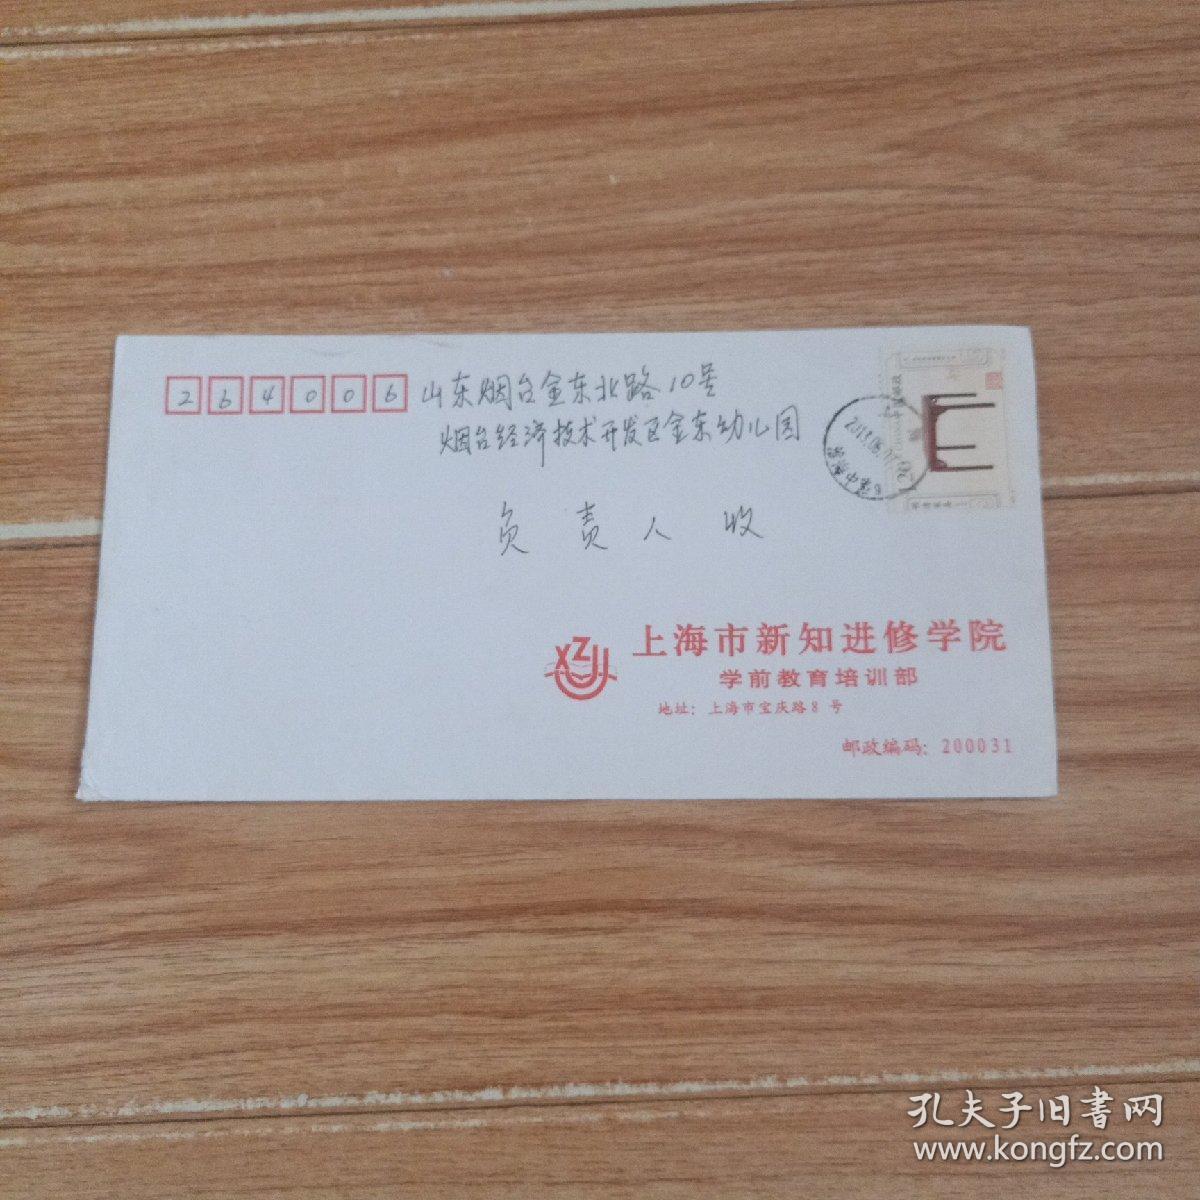 264006
山东烟台金东北路10号
烟台经济技术开发区金东幼儿园
负责人 收
XZJU
上海市新知进修学院
学前教育培训部
地址：上海市宝庆路8 号
邮政编码：200031
孔夫子旧书网
www.kongfz.com